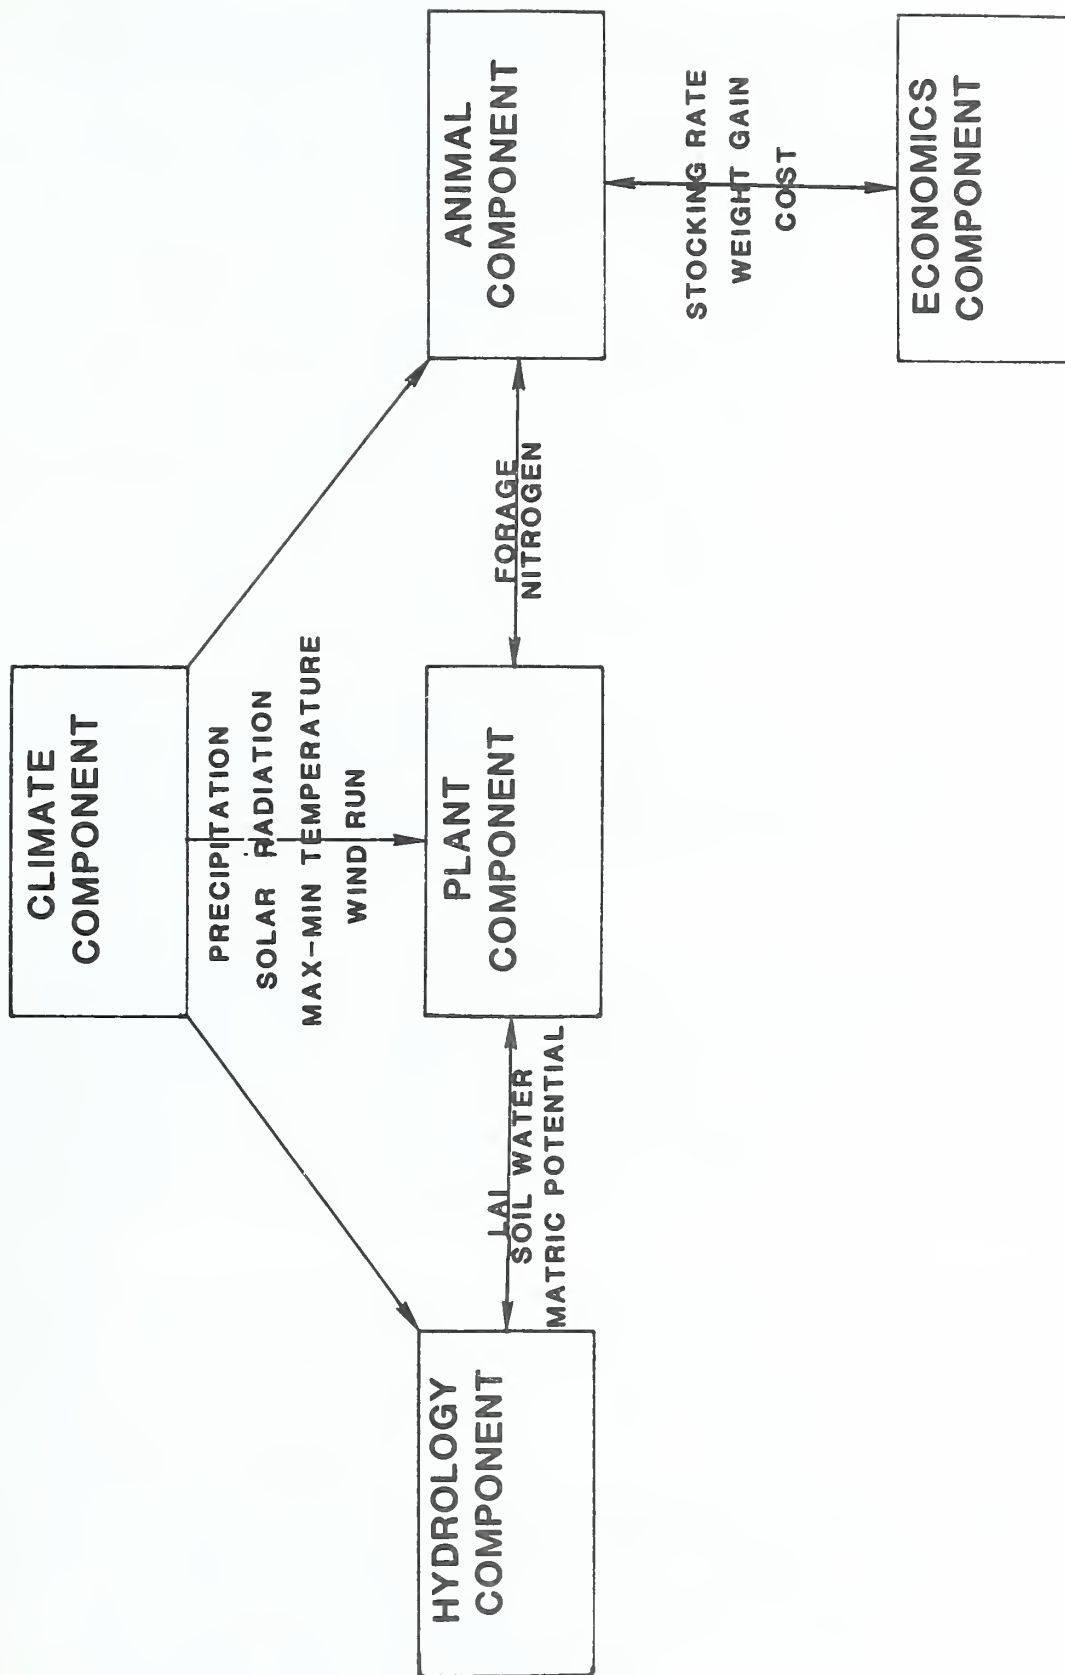 CLIMATE
COMPONENT
PRECIPITATION
SOLAR RADIATION
MAX-MIN TEMPERATURE
WIND RUN
HYDROLOGY
COMPONENT
LAI
SOIL WATER
MATRIC POTENTIAL
PLANT
COMPONENT
FORAGE
NITROGEN
ANIMAL
COMPONENT
STOCKING RATE
WEIGHT GAIN
COST
ECONOMICS
COMPONENT